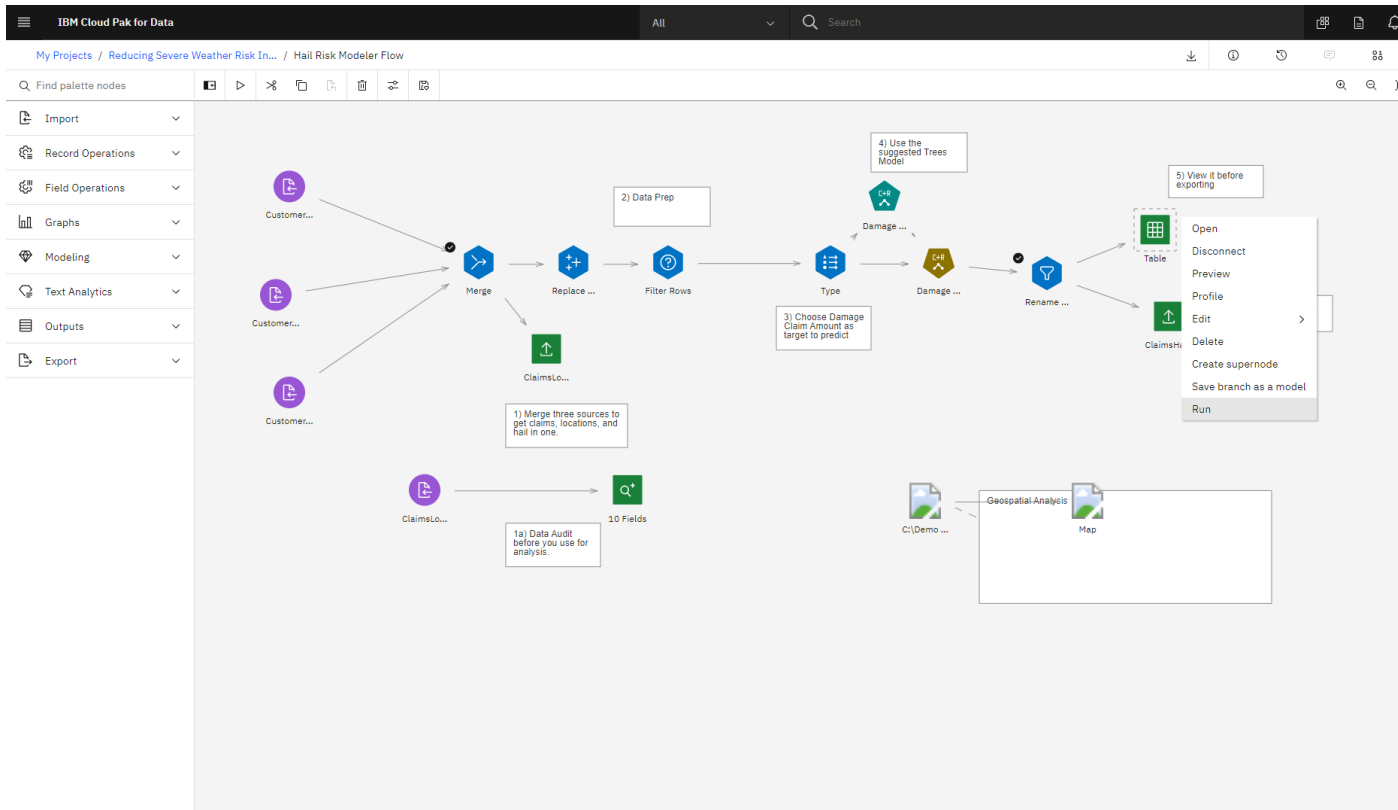 IBM Cloud Pak for Data
All
Search
My Projects / Reducing Severe Weather Risk In... / Hail Risk Modeler Flow
Find palette nodes
Import
Record Operations
Field Operations
Graphs
Modeling
Text Analytics
Outputs
Export
Customer...
Customer...
Customer...
Merge
Replace ...
Filter Rows
2) Data Prep
ClaimsLo...
1) Merge three sources to
get claims, locations, and
hail in one.
ClaimsLo...
10 Fields
1a) Data Audit
before you use for
analysis.
4) Use the
suggested Trees
Model
C+R
Damage ...
Type
C+R
Damage ...
3) Choose Damage
Claim Amount as
target to predict
Rename ...
5) View it before
exporting
Table
ClaimsHa
Open
Disconnect
Preview
Profile
Edit
Delete
Create supernode
Save branch as a model
Run
C:\Demo ...
Geospatial Analysis
Map